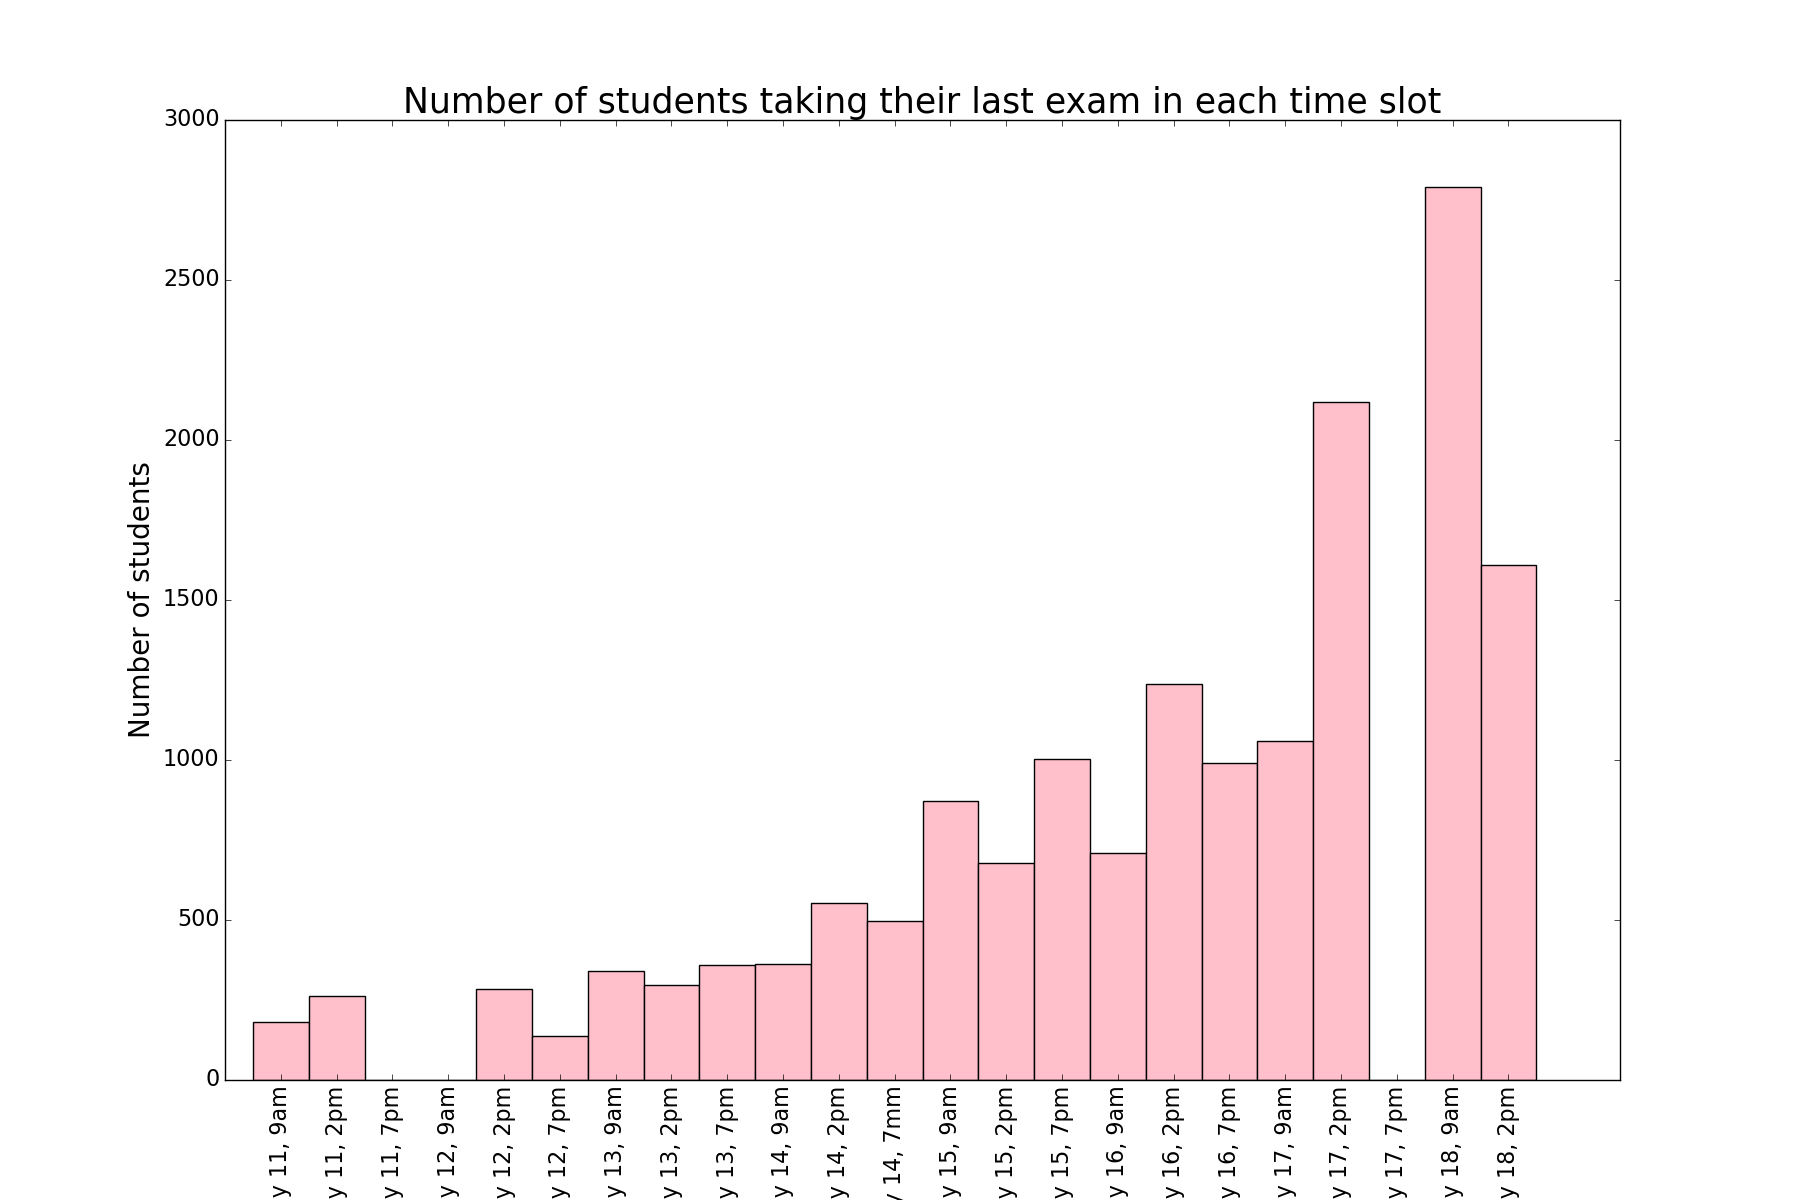 Number of students taking their last exam in each time slot
3000
2500
2000
1500
1000
500
0
Number of students
y 11, 9am
y 11, 2pm
y 11, 7pm
y 12, 9am
y 12, 2pm
y 12, 7pm
y 13, 9am
y 13, 2pm
y 13, 7pm
y 14, 9am
y 14, 2pm
y 14, 7mm
y 15, 9am
y 15, 2pm
y 15, 7pm
y 16, 9am
y 16, 2pm
y 16, 7pm
y 17, 9am
y 17, 2pm
y 17, 7pm
y 18, 9am
y 18, 2pm